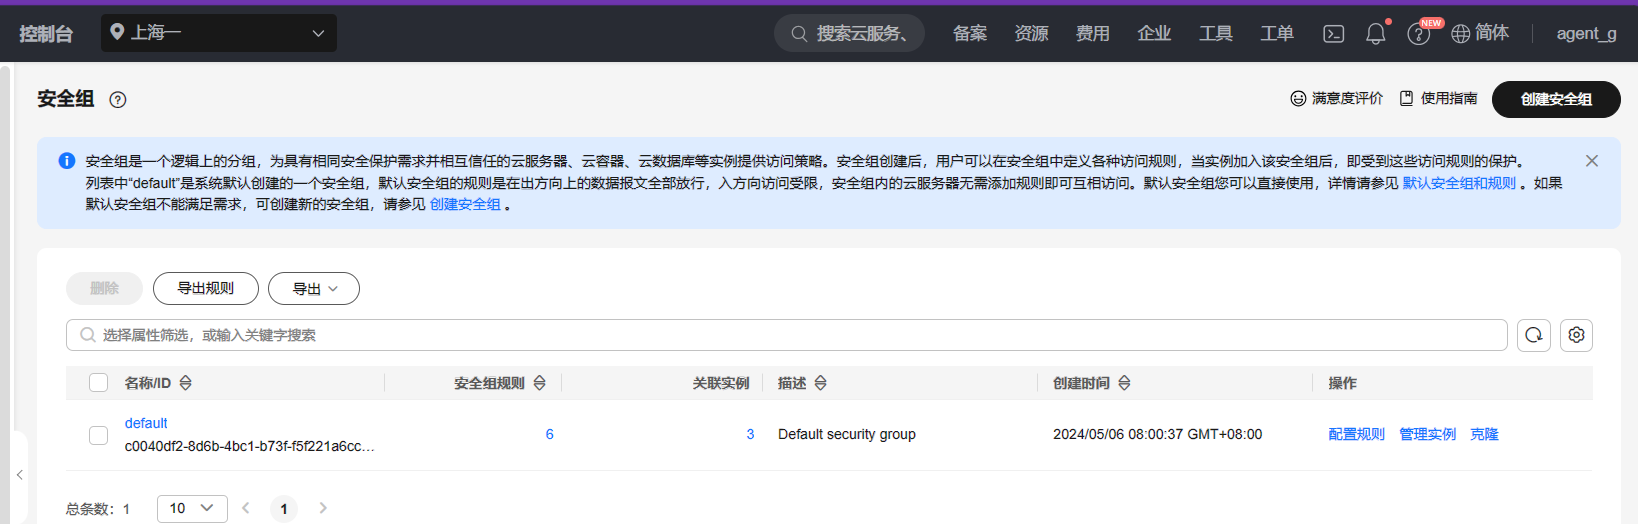 控制台 上海一 搜索云服务、 备案 资源 费用 企业 工具 工单 NEW 简体 agent_g
安全组 满意度评价 使用指南 创建安全组
安全组是一个逻辑上的分组，为具有相同安全保护需求并相互信任的云服务器、云容器、云数据库等实例提供访问策略。安全组创建后，用户可以在安全组中定义各种访问规则，当实例加入该安全组后，即受到这些访问规则的保护。
列表中“default”是系统默认创建的一个安全组，默认安全组的规则是在出方向上的数据报文全部放行，入方向访问受限，安全组内的云服务器无需添加规则即可互相访问。默认安全组您可以直接使用，详情请参见 默认安全组和规则 。如果
默认安全组不能满足需求，可创建新的安全组，请参见 创建安全组 。
删除 导出规则 导出
选择属性筛选，或输入关键字搜索
名称/ID 安全组规则 关联实例 描述 创建时间 操作
default
c0040df2-8d6b-4bc1-b73f-f5f221a6cc... 6 3 Default security group 2024/05/06 08:00:37 GMT+08:00 配置规则 管理实例 克隆
总条数：1 10 1